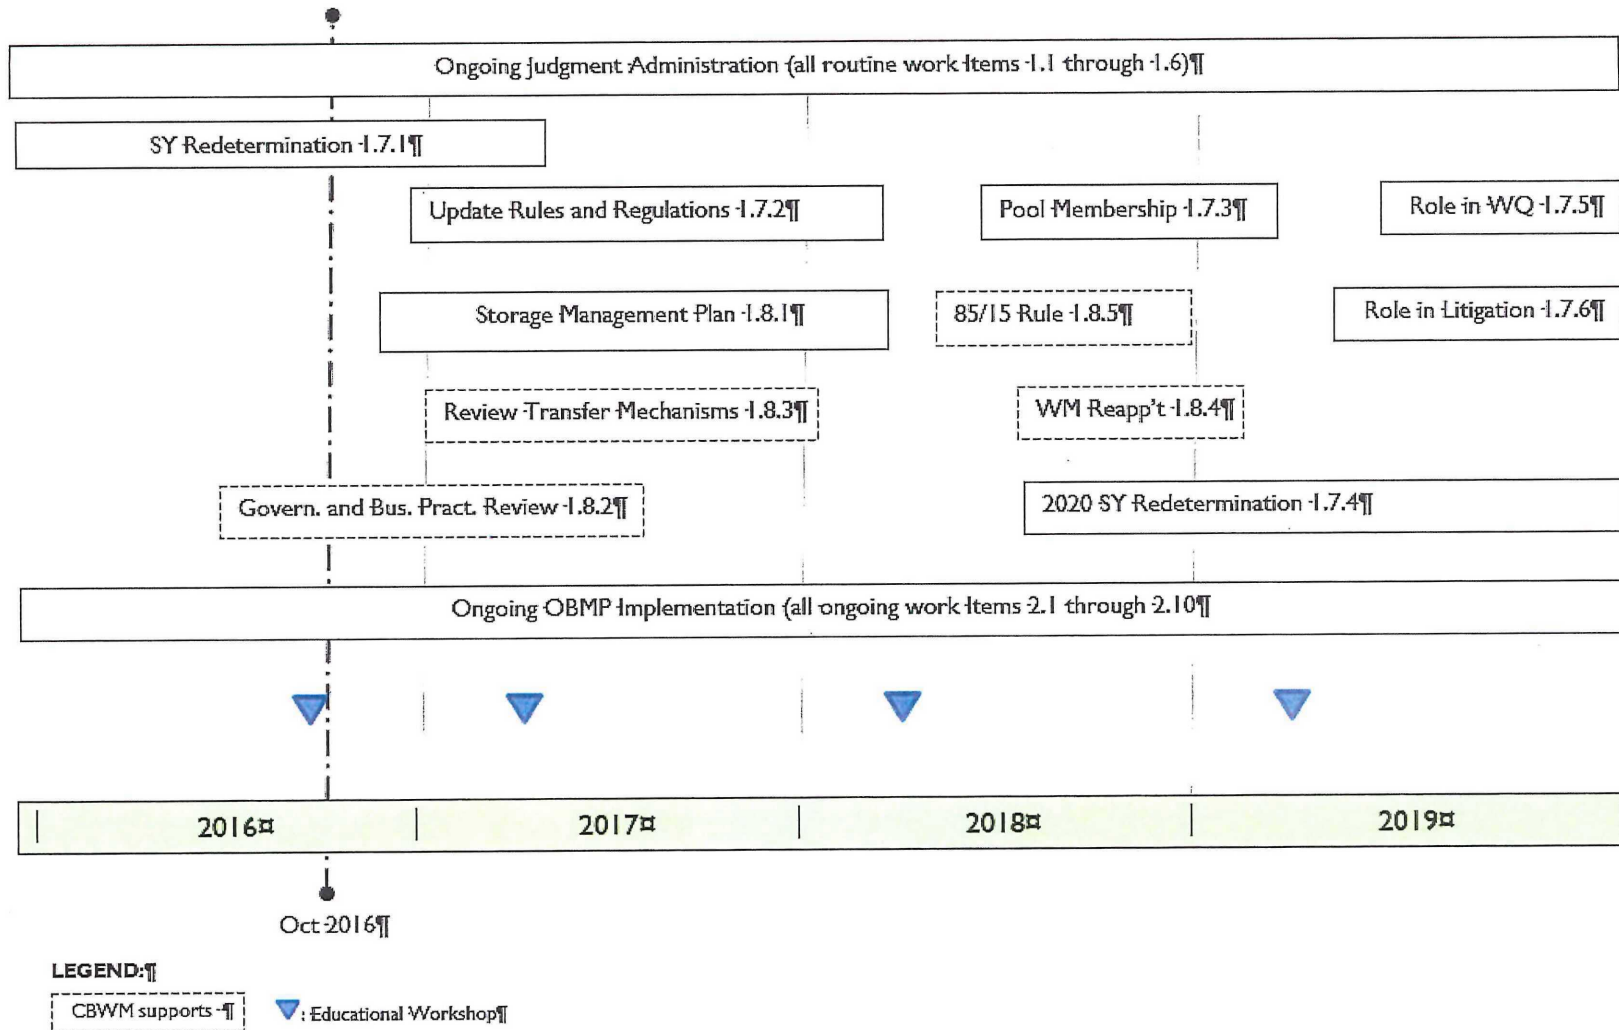 Ongoing Judgment Administration (all routine work Items 1.1 through 1.6)¶
SY Redetermination 1.7.1¶
Update Rules and Regulations 1.7.2¶
Pool Membership 1.7.3¶
Role in WQ 1.7.5¶
Storage Management Plan 1.8.1¶
85/15 Rule 1.8.5¶
Role in Litigation 1.7.6¶
Review Transfer Mechanisms 1.8.3¶
WM Reapp't 1.8.4¶
Govern. and Bus. Pract. Review 1.8.2¶
2020 SY Redetermination 1.7.4¶
Ongoing OBMP Implementation (all ongoing work Items 2.1 through 2.10¶
2016¤
2017¤
2018¤
2019¤
Oct 2016¶
LEGEND:¶
CBWM supports ¶
: Educational Workshop¶